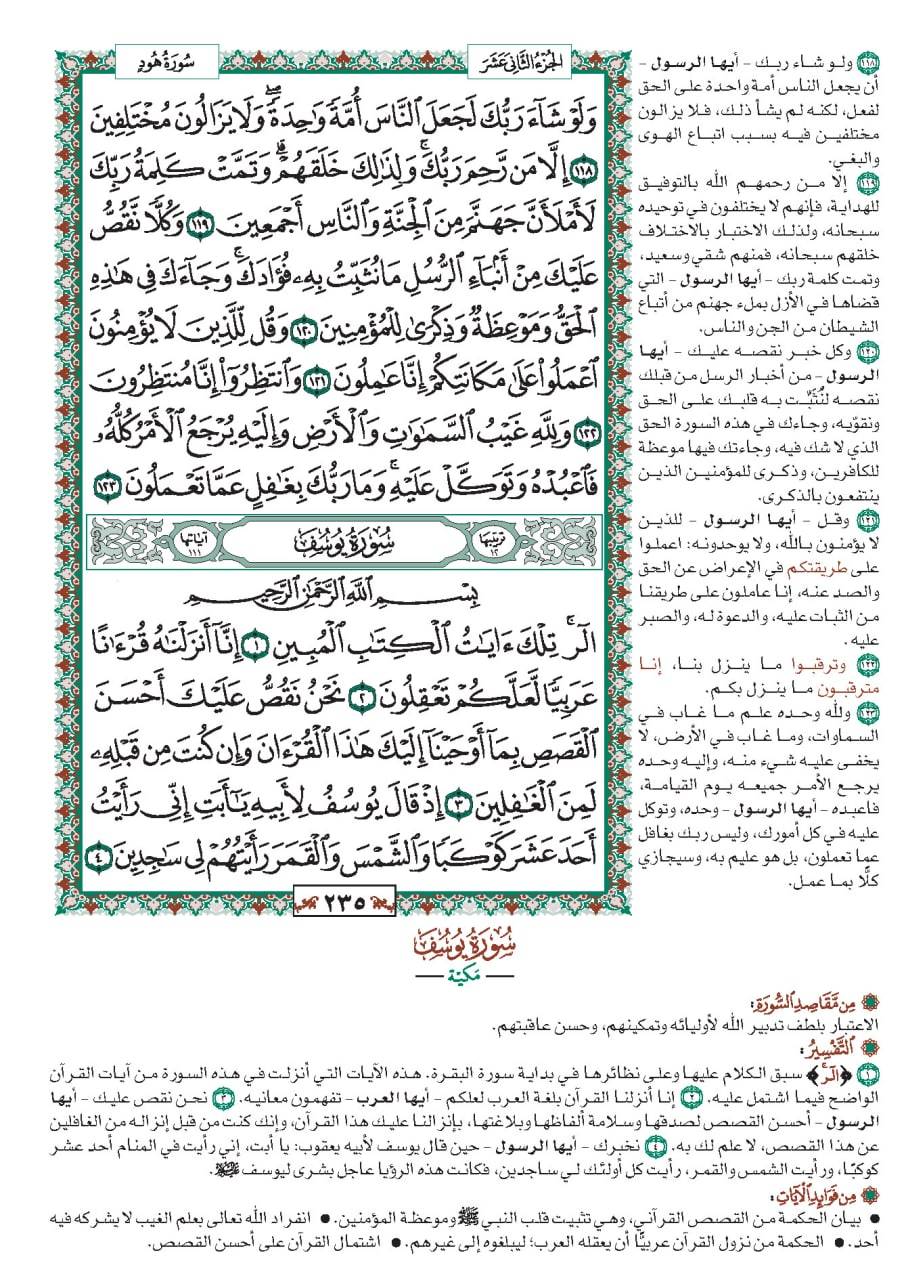 الجزء الثاني عشر
سورة هود
وَلَوْ شَآءَ رَبُّكَ لَجَعَلَ ٱلنَّاسَ أُمَّةً وَٰحِدَةً ۖ وَلَا يَزَالُونَ مُخْتَلِفِينَ
١١٨ إِلَّا مَن رَّحِمَ رَبُّكَ ۚ وَلِذَٰلِكَ خَلَقَهُمْ ۗ وَتَمَّتْ كَلِمَةُ رَبِّكَ
لَأَمْلَأَنَّ جَهَنَّمَ مِنَ ٱلْجِنَّةِ وَٱلنَّاسِ أَجْمَعِينَ ١١٩ وَكُلًّا نَّقُصُّ
عَلَيْكَ مِنْ أَنۢبَآءِ ٱلرُّسُلِ مَا نُثَبِّتُ بِهِۦ فُؤَادَكَ ۚ وَجَآءَكَ فِى هَٰذِهِ
ٱلْحَقُّ وَمَوْعِظَةٌ وَذِكْرَىٰ لِلْمُؤْمِنِينَ ١٢٠ وَقُل لِّلَّذِينَ لَا يُؤْمِنُونَ
ٱعْمَلُوا۟ عَلَىٰ مَكَانَتِكُمْ إِنَّا عَٰمِلُونَ ١٢١ وَٱنتَظِرُوٓا۟ إِنَّا مُنتَظِرُونَ
١٢٢ وَلِلَّهِ غَيْبُ ٱلسَّمَٰوَٰتِ وَٱلْأَرْضِ وَإِلَيْهِ يُرْجَعُ ٱلْأَمْرُ كُلُّهُۥ
فَٱعْبُدْهُ وَتَوَكَّلْ عَلَيْهِ ۚ وَمَا رَبُّكَ بِغَٰفِلٍ عَمَّا تَعْمَلُونَ ١٢٣
ترتيبها ١٢
سورة يوسف
آياتها ١١١
بِسْمِ ٱللَّهِ ٱلرَّحْمَٰنِ ٱلرَّحِيمِ
الٓر ۚ تِلْكَ ءَايَٰتُ ٱلْكِتَٰبِ ٱلْمُبِينِ ١ إِنَّآ أَنزَلْنَٰهُ قُرْءَٰنًا
عَرَبِيًّا لَّعَلَّكُمْ تَعْقِلُونَ ٢ نَحْنُ نَقُصُّ عَلَيْكَ أَحْسَنَ
ٱلْقَصَصِ بِمَآ أَوْحَيْنَآ إِلَيْكَ هَٰذَا ٱلْقُرْءَانَ وَإِن كُنتَ مِن قَبْلِهِۦ
لَمِنَ ٱلْغَٰفِلِينَ ٣ إِذْ قَالَ يُوسُفُ لِأَبِيهِ يَٰٓأَبَتِ إِنِّى رَأَيْتُ
أَحَدَ عَشَرَ كَوْكَبًا وَٱلشَّمْسَ وَٱلْقَمَرَ رَأَيْتُهُمْ لِى سَٰجِدِينَ ٤
٢٣٥
١١٨ ولو شاء ربك - أيها الرسول -
أن يجعل الناس أمة واحدة على الحق
لفعل، لكنه لم يشأ ذلك، فلا يزالون
مختلفين فيه بسبب اتباع الهوى
والبغي.
١١٩ إلا من رحمهم الله بالتوفيق
للهداية، فإنهم لا يختلفون في توحيده
سبحانه، ولذلك الاختبار بالاختلاف
خلقهم سبحانه، فمنهم شقي وسعيد،
وتمت كلمة ربك - أيها الرسول - التي
قضاها في الأزل بملء جهنم من أتباع
الشيطان من الجن والناس.
١٢٠ وكل خبر نقصه عليك - أيها
الرسول - من أخبار الرسل من قبلك
نقصه لنُثَبِّت به قلبك على الحق
ونقوّيه، وجاءك في هذه السورة الحق
الذي لا شك فيه، وجاءتك فيها موعظة
للكافرين، وذكرى للمؤمنين الذين
ينتفعون بالذكرى.
١٢١ وقل - أيها الرسول - للذين
لا يؤمنون بالله، ولا يوحدونه: اعملوا
على طريقتكم في الإعراض عن الحق
والصد عنه، إنا عاملون على طريقتنا
من الثبات عليه، والدعوة له، والصبر
عليه.
١٢٢ وترقبوا ما ينزل بنا، إنا
مترقبون ما ينزل بكم.
١٢٣ ولله وحده علم ما غاب في
السماوات، وما غاب في الأرض، لا
يخفى عليه شيء منه، وإليه وحده
يرجع الأمر جميعه يوم القيامة،
فاعبده - أيها الرسول - وحده، وتوكل
عليه في كل أمورك، وليس ربك بغافل
عما تعملون، بل هو عليم به، وسيجازي
كلًّا بما عمل.
سورة يوسف
مكية
من مقاصد السورة:
الاعتبار بلطف تدبير الله لأوليائه وتمكينهم، وحسن عاقبتهم.
التفسير:
١ ﴿الٓر﴾ سبق الكلام عليها وعلى نظائرها في بداية سورة البقرة. هذه الآيات التي أنزلت في هذه السورة من آيات القرآن
الواضح فيما اشتمل عليه. ٢ إنا أنزلنا القرآن بلغة العرب لعلكم - أيها العرب - تفهمون معانيه. ٣ نحن نقص عليك - أيها
الرسول - أحسن القصص لصدقها وسلامة ألفاظها وبلاغتها، بإنزالنا عليك هذا القرآن، وإنك كنت من قبل إنزاله من الغافلين
عن هذا القصص، لا علم لك به. ٤ نخبرك - أيها الرسول - حين قال يوسف لأبيه يعقوب: يا أبت، إني رأيت في المنام أحد عشر
كوكبًا، ورأيت الشمس والقمر، رأيت كل أولئك لي ساجدين، فكانت هذه الرؤيا عاجل بشرى ليوسف
من فوائد الآيات:
• بيان الحكمة من القصص القرآني، وهي تثبيت قلب النبي ﷺ وموعظة المؤمنين. • انفراد الله تعالى بعلم الغيب لا يشركه فيه
أحد. • الحكمة من نزول القرآن عربيًّا أن يعقله العرب؛ ليبلغوه إلى غيرهم. • اشتمال القرآن على أحسن القصص.